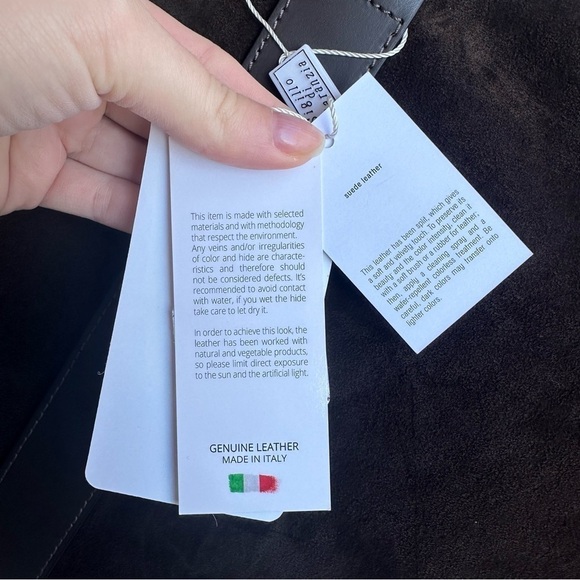 This item is made with selected
materials and with methodology
that respect the environment.
Any veins and/or irregularities
of color and hide are characte-
ristics and therefore should
not be considered defects. It's
recommended to avoid contact
with water, if you wet the hide
take care to let dry it.
In order to achieve this look, the
leather has been worked with
natural and vegetable products,
so please limit direct exposure
to the sun and the artificial light.
GENUINE LEATHER
MADE IN ITALY
suede leather
This leather has been split, which gives
a soft and velvety touch. To preserve its
beauty and the color intensity, clean it
with a soft brush or a rubber for leather;
then, apply a cleaning spray and a
water-repellent colorless treatment. Be
careful, dark colors may transfer onto
lighter colors.